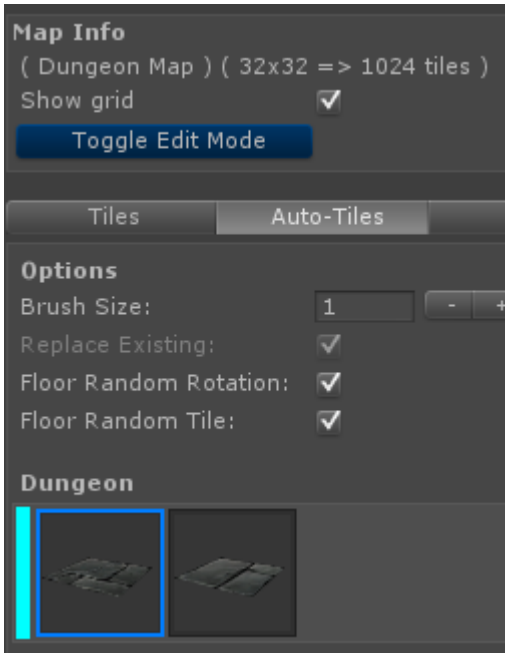 Map Info
( Dungeon Map ) ( 32x32 => 1024 tiles )
Show grid
Toggle Edit Mode
Tiles Auto-Tiles
Options
Brush Size: 1 - +
Replace Existing:
Floor Random Rotation:
Floor Random Tile:
Dungeon